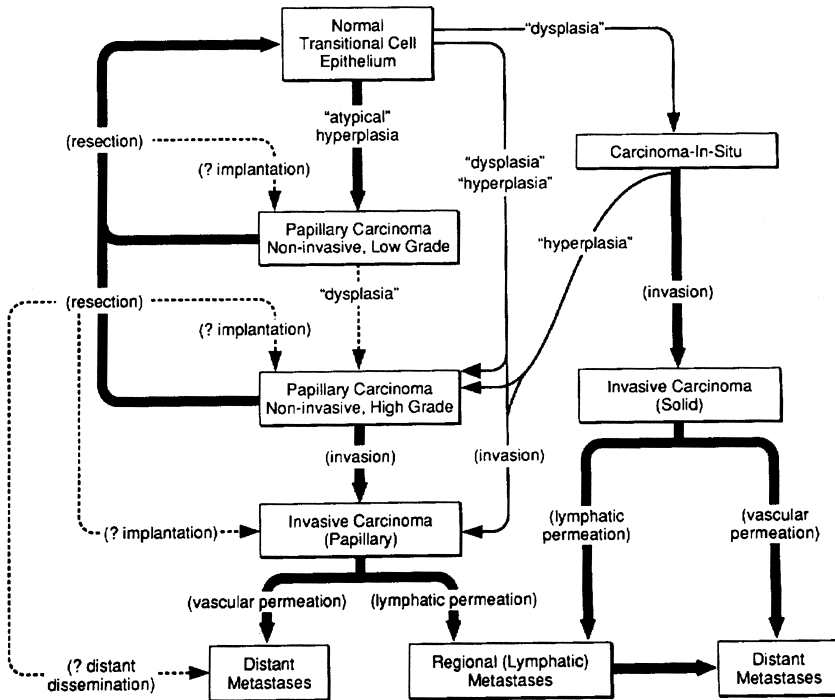 Normal
Transitional Cell
Epithelium
"dysplasia"
"atypical"
hyperplasia
(resection)
(? implantation)
"dysplasia"
"hyperplasia"
Carcinoma-In-Situ
Papillary Carcinoma
Non-invasive, Low Grade
"hyperplasia"
"dysplasia"
(resection)
(? implantation)
(invasion)
Papillary Carcinoma
Non-invasive, High Grade
Invasive Carcinoma
(Solid)
(invasion)
(invasion)
(? implantation)
Invasive Carcinoma
(Papillary)
(lymphatic
permeation)
(vascular
permeation)
(vascular permeation)
(lymphatic permeation)
(? distant
dissemination)
Distant
Metastases
Regional (Lymphatic)
Metastases
Distant
Metastases